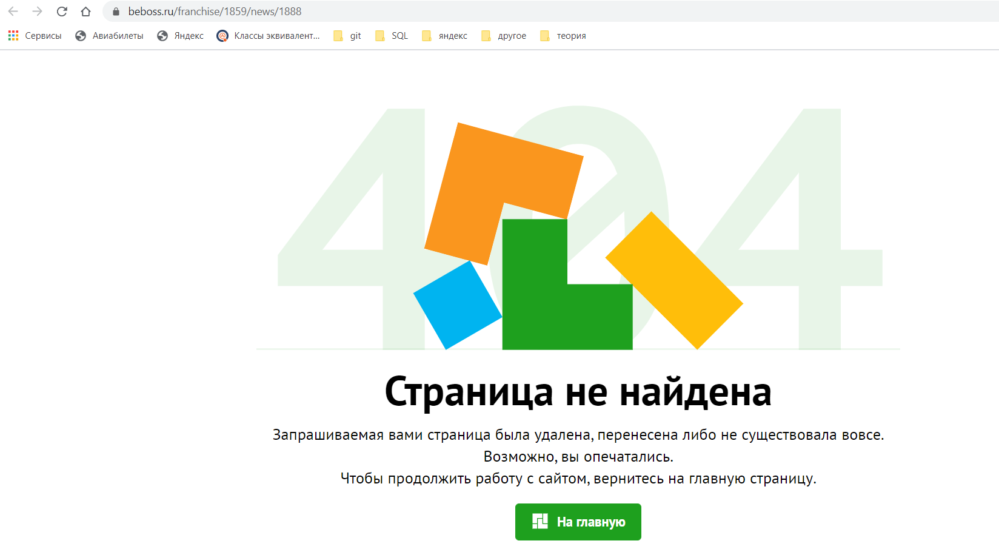 beboss.ru/franchise/1859/news/1888
Сервисы Авиабилеты Яндекс Классы эквивалент... git SQL яндекс другое теория
404
Страница не найдена
Запрашиваемая вами страница была удалена, перенесена либо не существовала вовсе.
Возможно, вы опечатались.
Чтобы продолжить работу с сайтом, вернитесь на главную страницу.
На главную